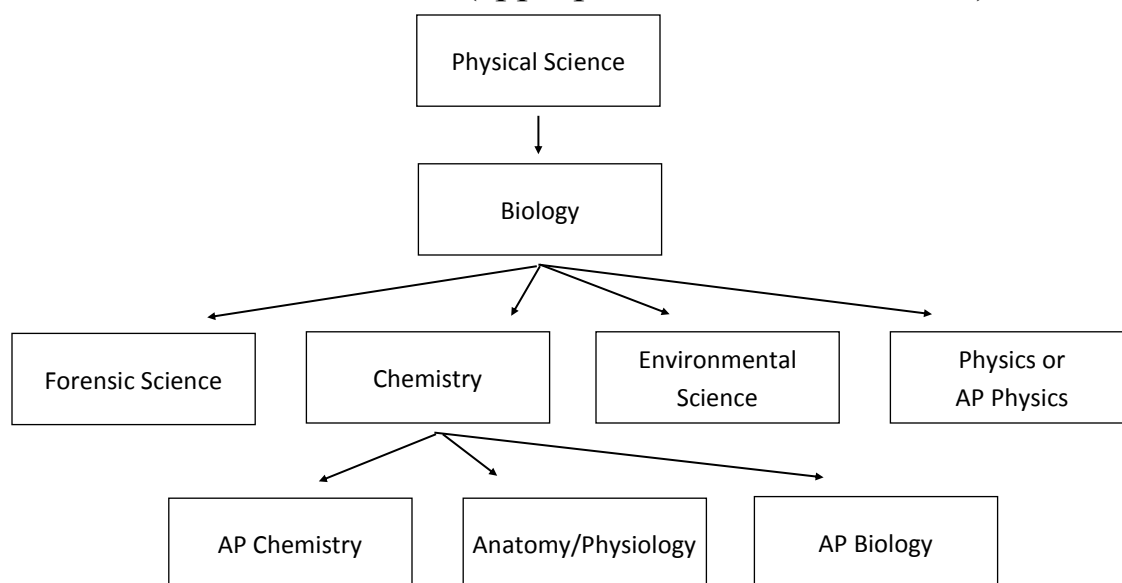 Physical Science
Biology
Forensic Science
Chemistry
Environmental
Science
Physics or
AP Physics
AP Chemistry
Anatomy/Physiology
AP Biology